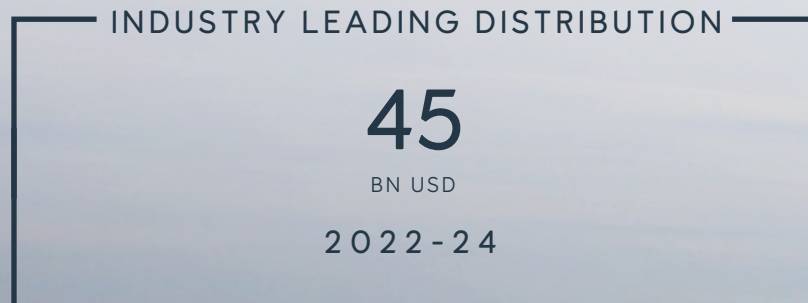 INDUSTRY LEADING DISTRIBUTION
45
BN USD
2022-24